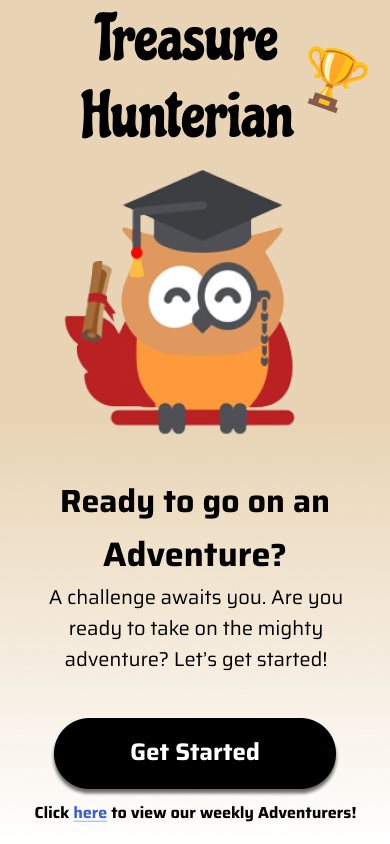 Treasure
Hunterian
Ready to go on an
Adventure?
A challenge awaits you. Are you
ready to take on the mighty
adventure? Let’s get started!
Get Started
Click here to view our weekly Adventurers!